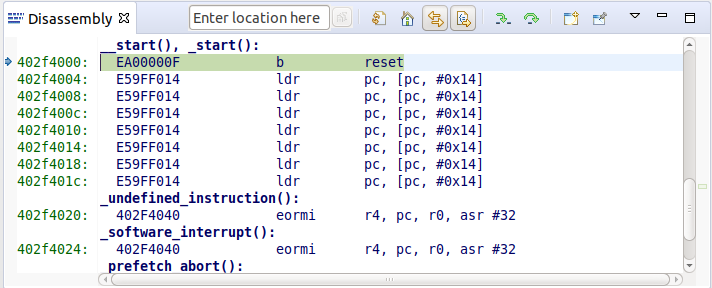 Disassembly Enter location here
__start(), _start():
402f4000: EA00000F b reset
402f4004: E59FF014 ldr pc, [pc, #0x14]
402f4008: E59FF014 ldr pc, [pc, #0x14]
402f400c: E59FF014 ldr pc, [pc, #0x14]
402f4010: E59FF014 ldr pc, [pc, #0x14]
402f4014: E59FF014 ldr pc, [pc, #0x14]
402f4018: E59FF014 ldr pc, [pc, #0x14]
402f401c: E59FF014 ldr pc, [pc, #0x14]
_undefined_instruction():
402f4020: 402F4040 eormi r4, pc, r0, asr #32
_software_interrupt():
402f4024: 402F4040 eormi r4, pc, r0, asr #32
_prefetch_abort():